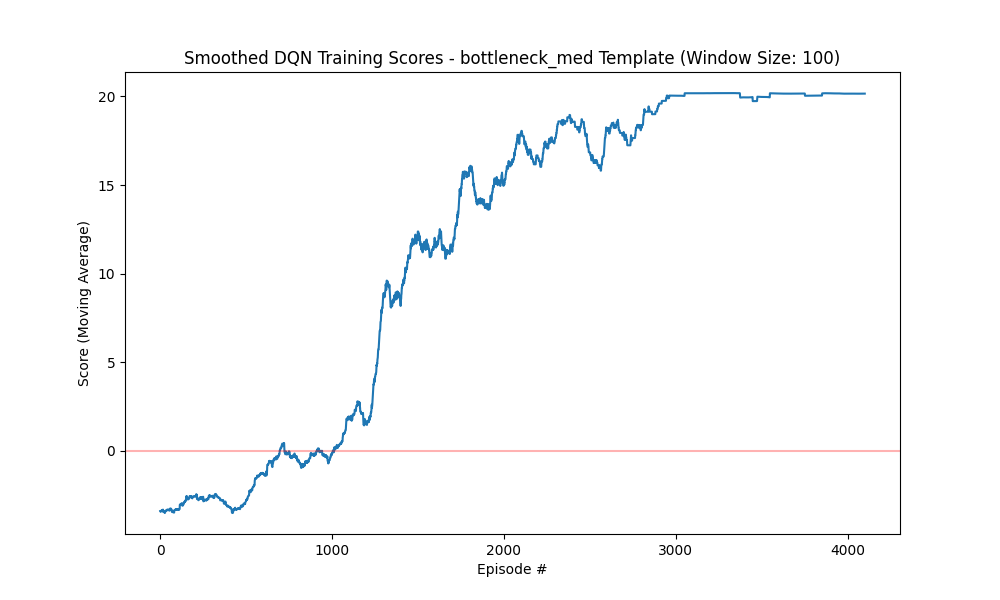 Smoothed DQN Training Scores - bottleneck_med Template (Window Size: 100)
Score (Moving Average)
20
15
10
5
0
0 1000 2000 3000 4000
Episode #